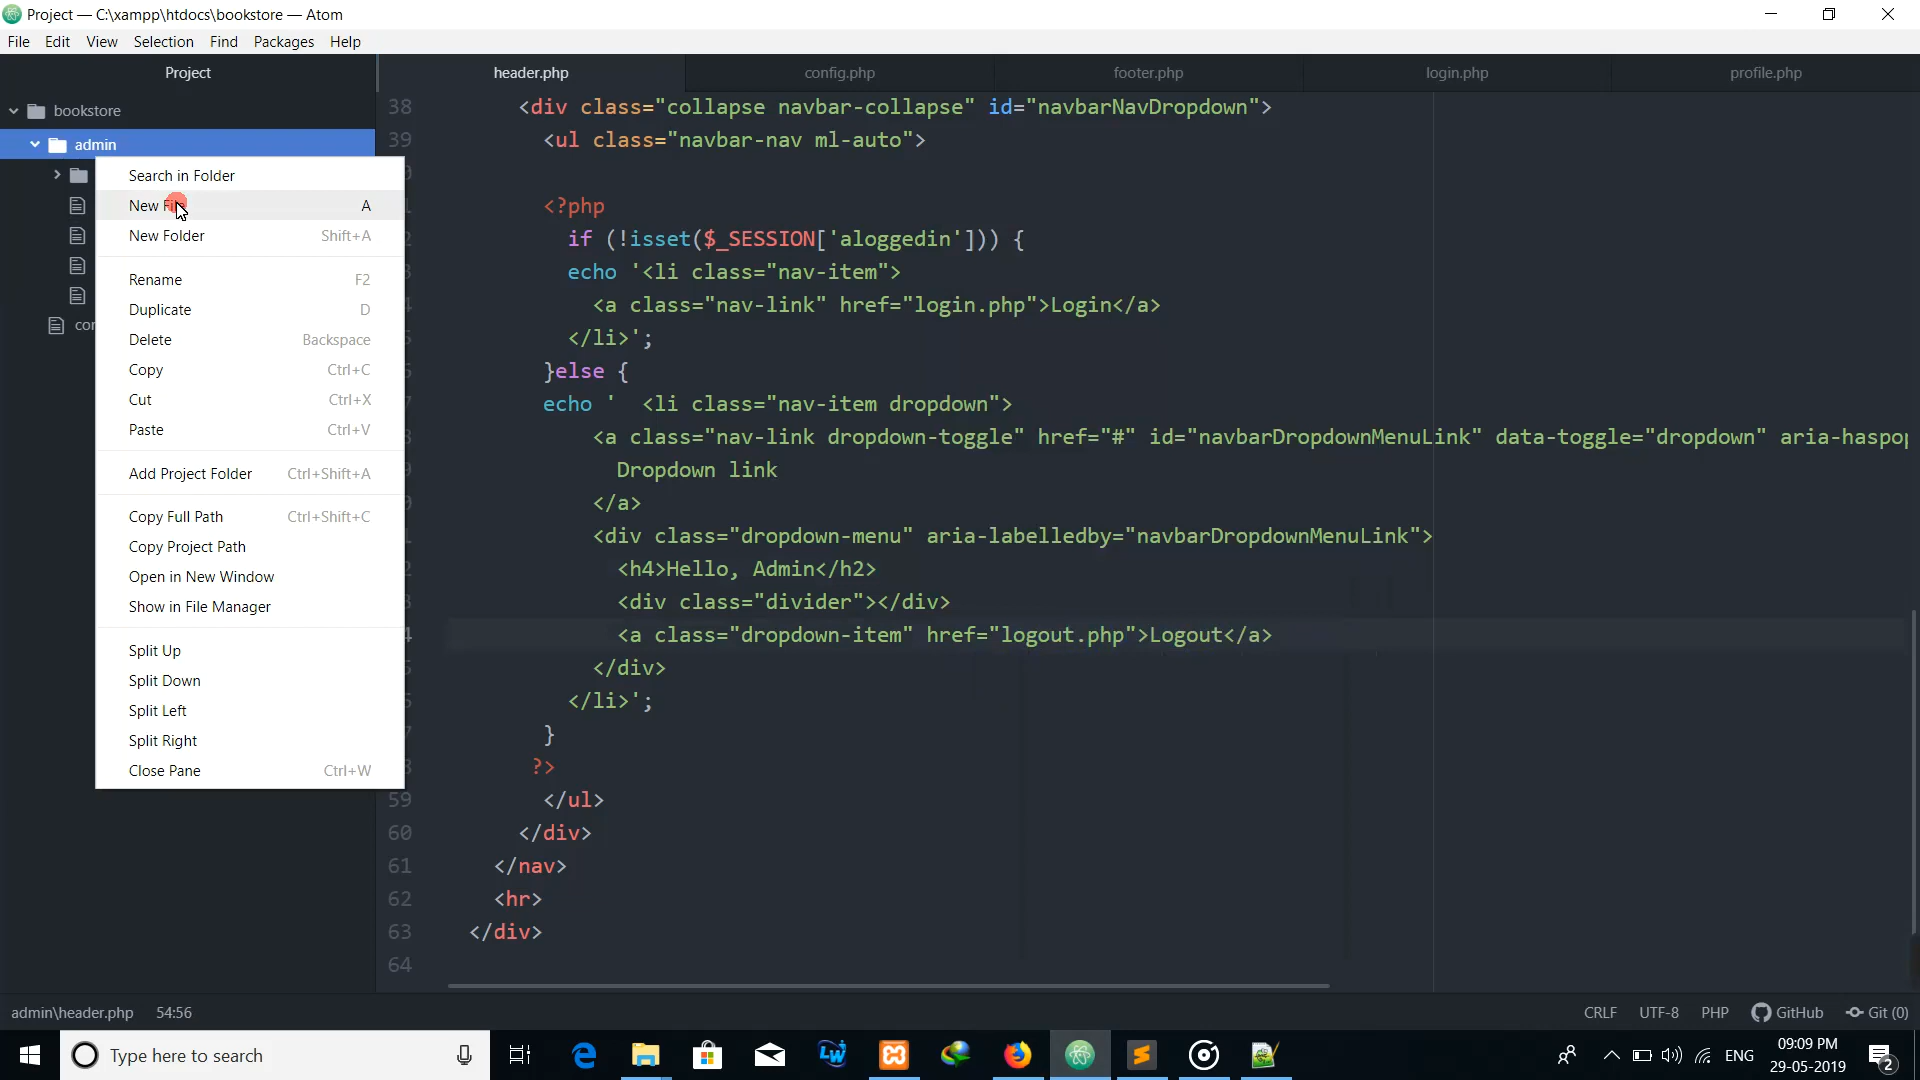 Project — C:\xampp\htdocs\bookstore — Atom
File Edit View Selection Find Packages Help
Project
header.php config.php footer.php login.php profile.php
bookstore
admin
Search in Folder
New A
New Folder Shift+A
Rename F2
Duplicate D
Delete Backspace
Copy Ctrl+C
Cut Ctrl+X
Paste Ctrl+V
Add Project Folder Ctrl+Shift+A
Copy Full Path Ctrl+Shift+C
Copy Project Path
Open in New Window
Show in File Manager
Split Up
Split Down
Split Left
Split Right
Close Pane Ctrl+W
38 <div class="collapse navbar-collapse" id="navbarNavDropdown">
39 <ul class="navbar-nav ml-auto">
<?php
if (!isset($_SESSION['aloggedin'])) {
echo '<li class="nav-item">
<a class="nav-link" href="login.php">Login</a>
</li>';
}else {
echo ' <li class="nav-item dropdown">
<a class="nav-link dropdown-toggle" href="#" id="navbarDropdownMenuLink" data-toggle="dropdown" aria-haspop
Dropdown link
</a>
<div class="dropdown-menu" aria-labelledby="navbarDropdownMenuLink">
<h4>Hello, Admin</h2>
<div class="divider"></div>
<a class="dropdown-item" href="logout.php">Logout</a>
</div>
</li>';
}
?>
59 </ul>
60 </div>
61 </nav>
62 <hr>
63 </div>
64
admin\header.php 54:56
CRLF UTF-8 PHP GitHub Git (0)
Type here to search
ENG
09:09 PM
29-05-2019
2